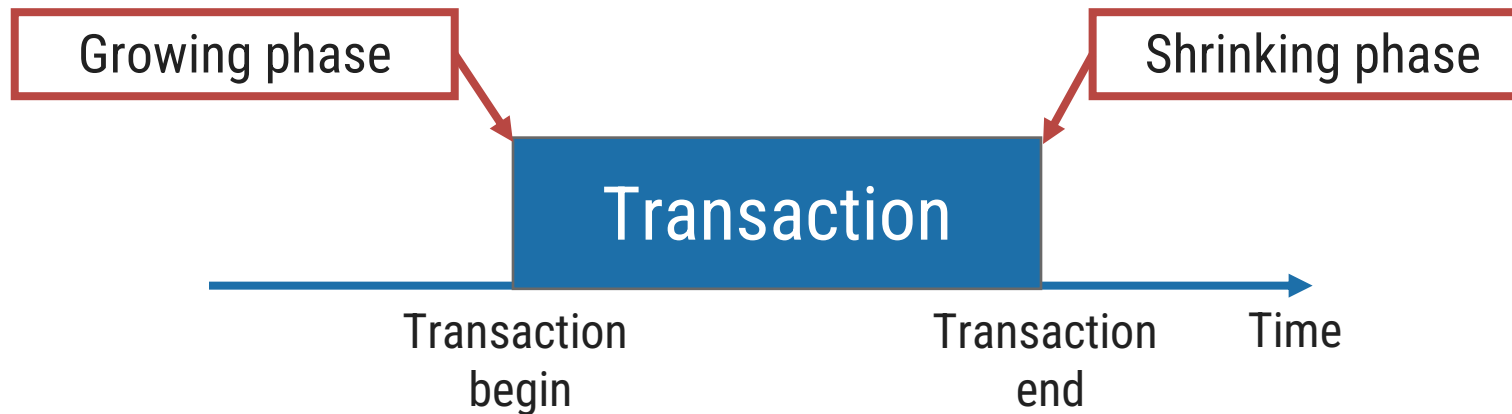 Growing phase
Shrinking phase
Transaction
Transaction
begin
Transaction
end
Time